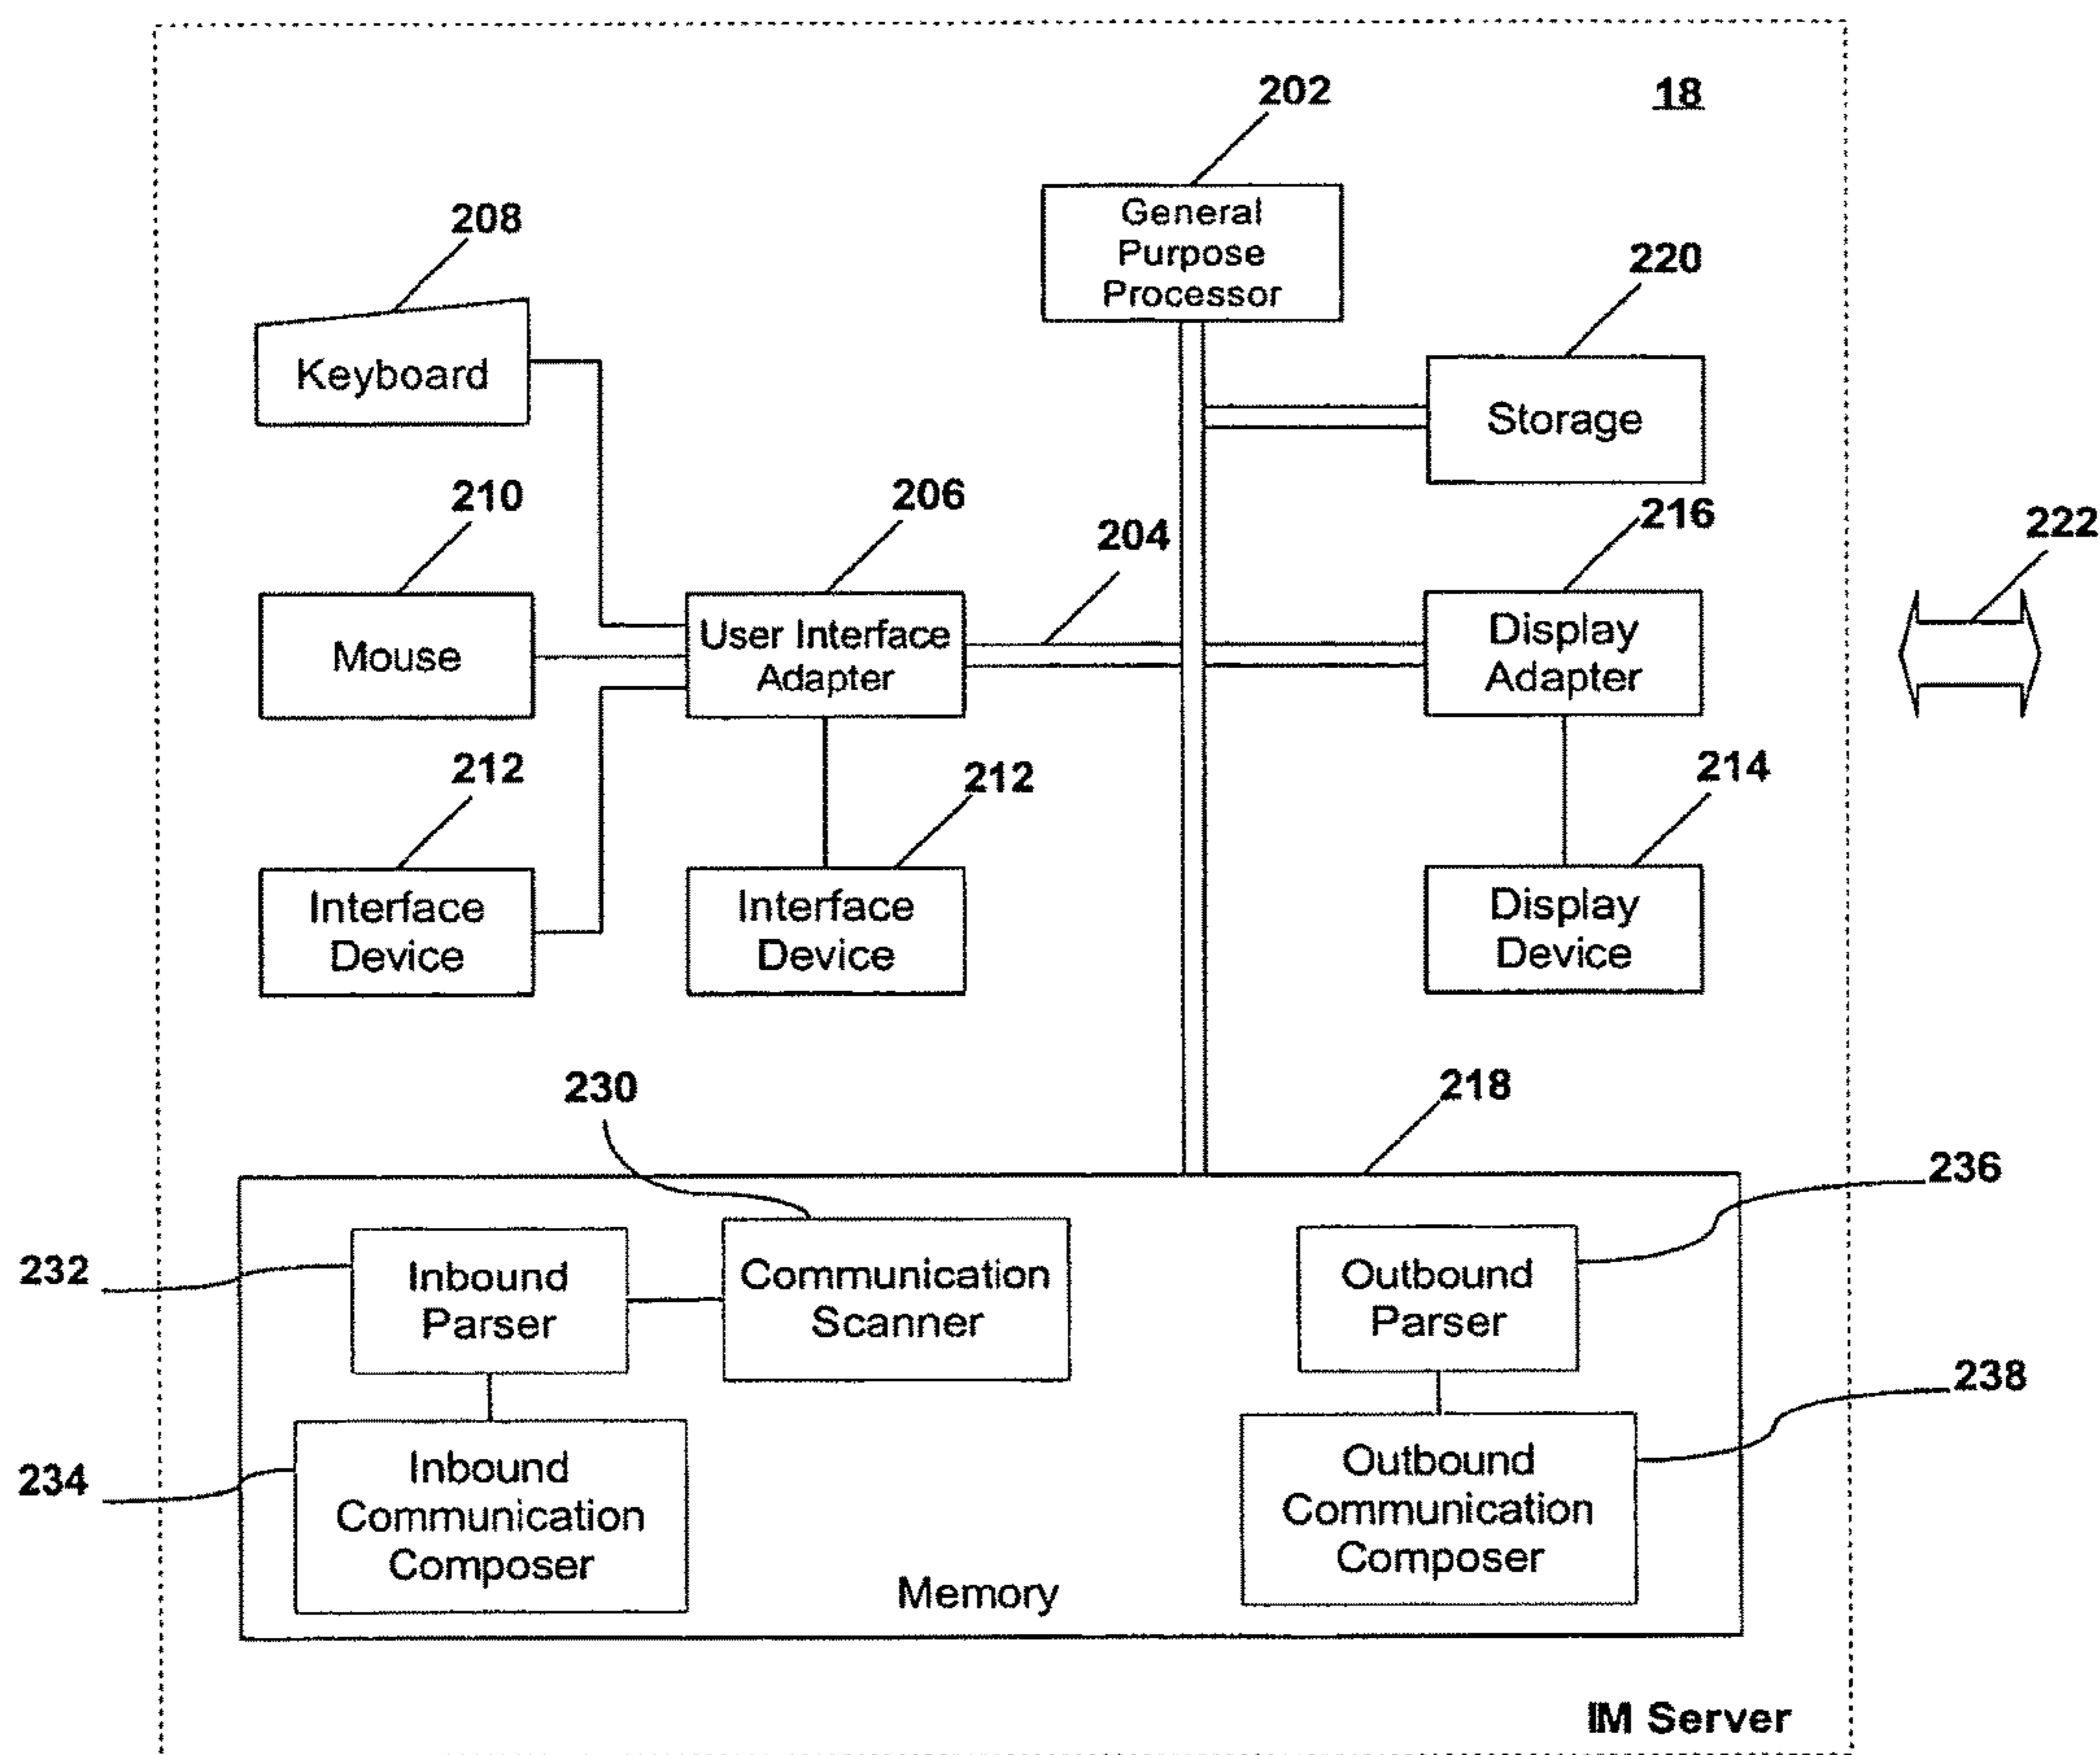 18
202
General
Purpose
Processor
208
220
Keyboard
Storage
210
206
204
216
222
Mouse
User Interface
Adapter
Display
Adapter
212
212
214
Interface
Device
Interface
Device
Display
Device
230
218
236
232
Inbound
Parser
Communication
Scanner
Outbound
Parser
238
234
Inbound
Communication
Composer
Outbound
Communication
Composer
Memory
IM Server